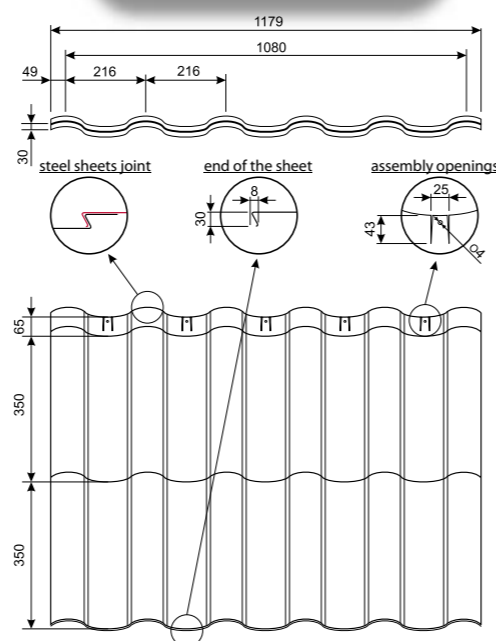 1179
1080
49 216 216
30
steel sheets joint end of the sheet assembly openings
8 25
30 43
o4
65
350
350